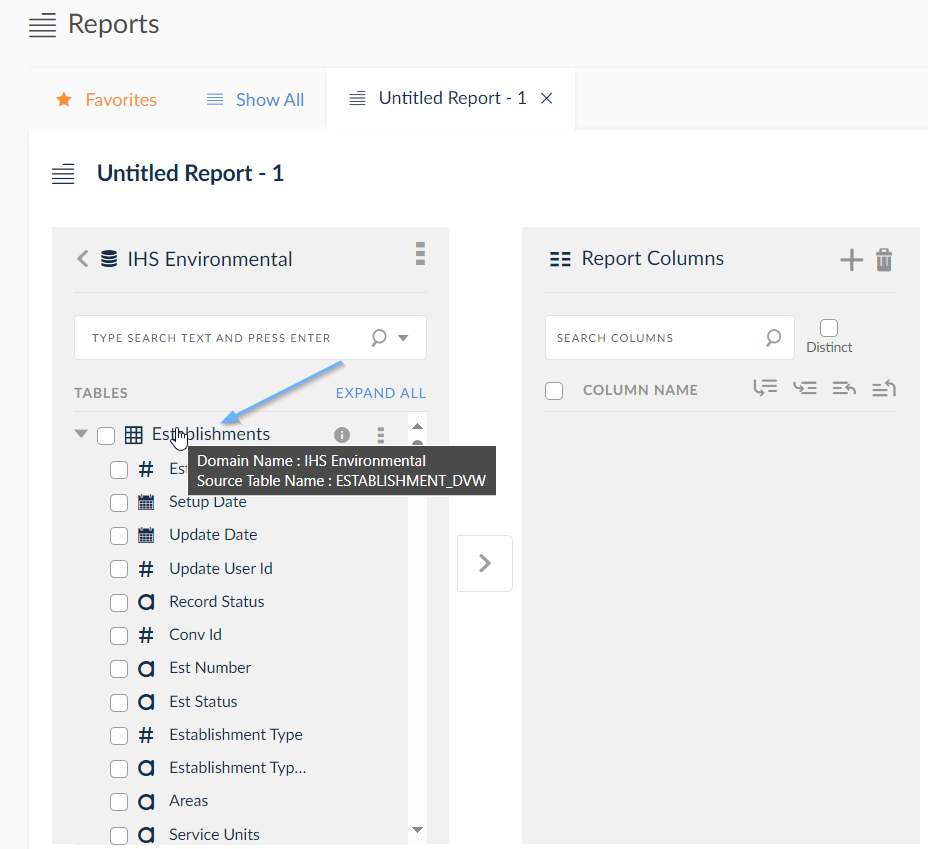 Reports
Favorites
Show All
Untitled Report - 1
Untitled Report - 1
IHS Environmental
TYPE SEARCH TEXT AND PRESS ENTER
TABLES
EXPAND ALL
Establishments
Domain Name : IHS Environmental
Source Table Name : ESTABLISHMENT_DVW
Setup Date
Update Date
Update User Id
Record Status
Conv Id
Est Number
Est Status
Establishment Type
Establishment Typ...
Areas
Service Units
Report Columns
SEARCH COLUMNS
Distinct
COLUMN NAME